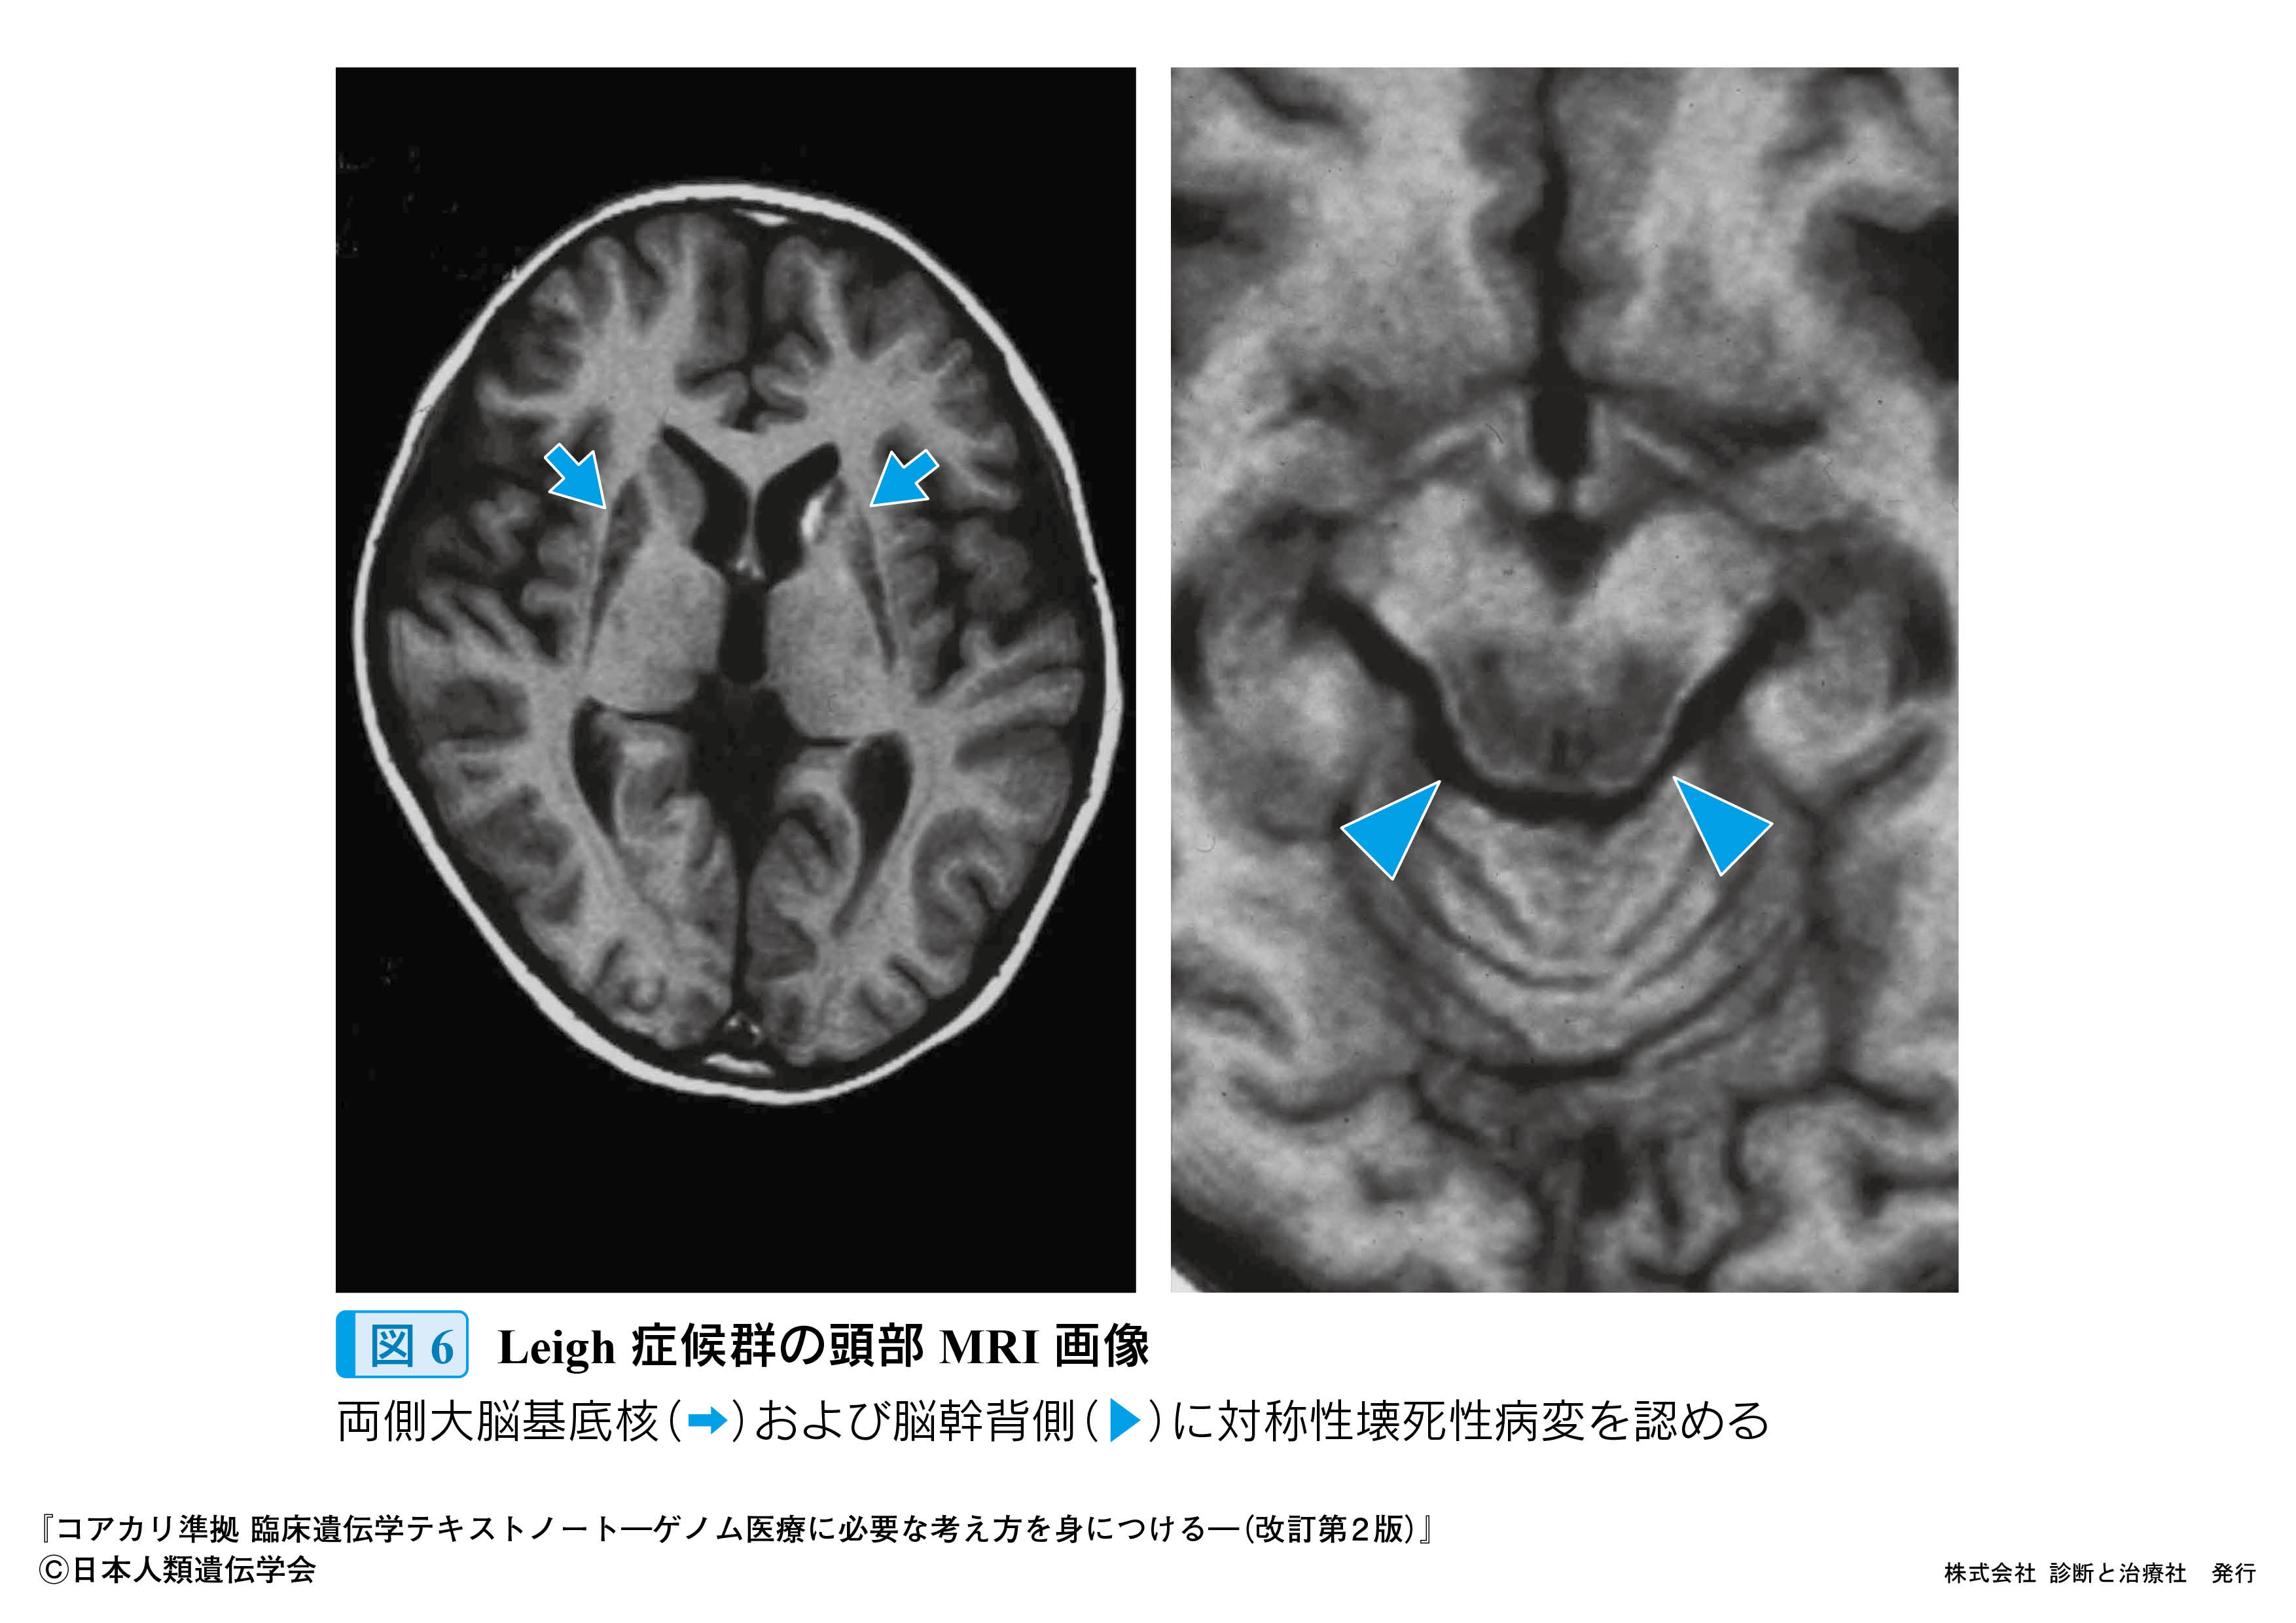 図 6 Leigh 症候群の頭部 MRI 画像
両側大脳基底核（➡）および脳幹背側（▶）に対称性壊死性病変を認める
『コアカリ準拠 臨床遺伝学テキストノート―ゲノム医療に必要な考え方を身につける―（改訂第２版）』
Ⓒ日本人類遺伝学会
株式会社 診断と治療社　発行